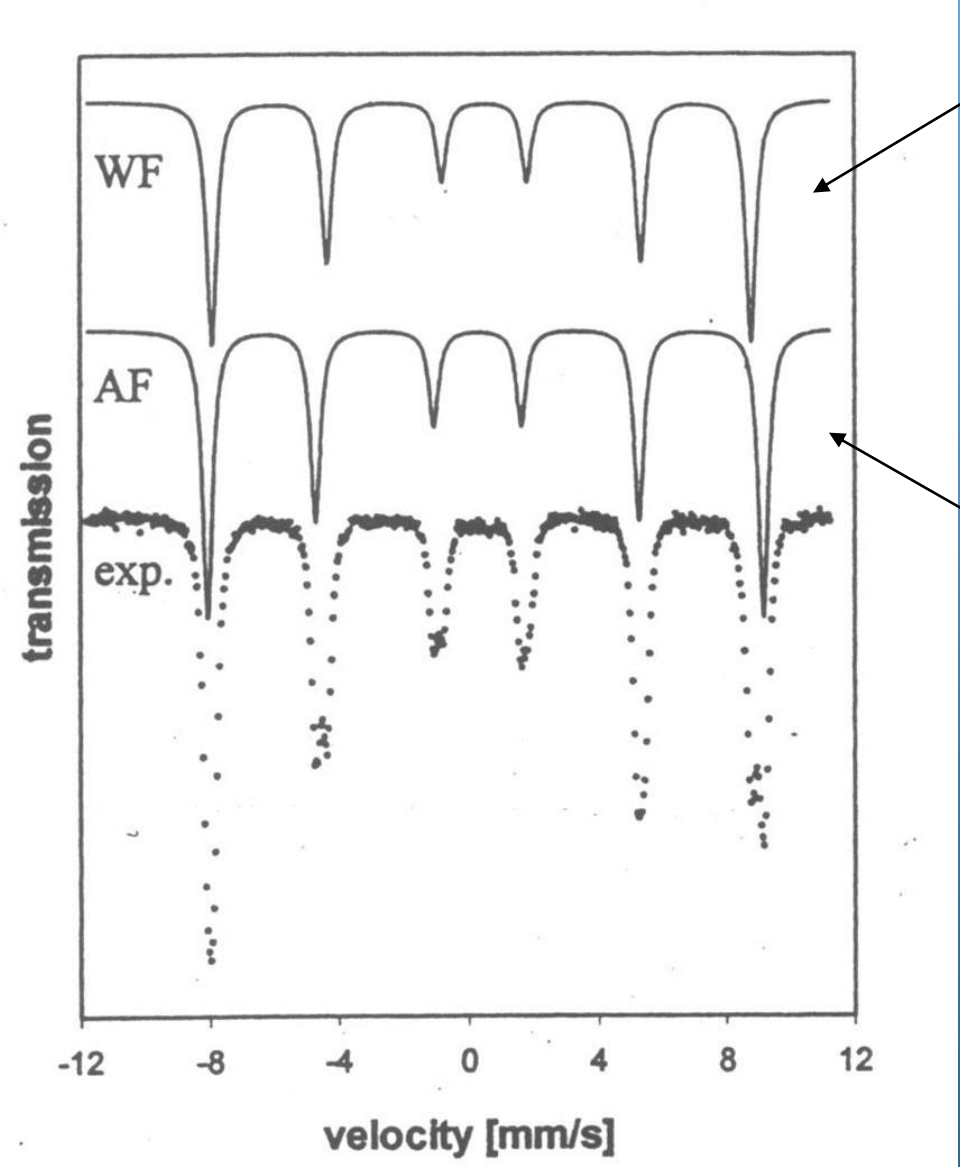 WF
AF
exp.
transmission
-12 -8 -4 0 4 8 12
velocity [mm/s]